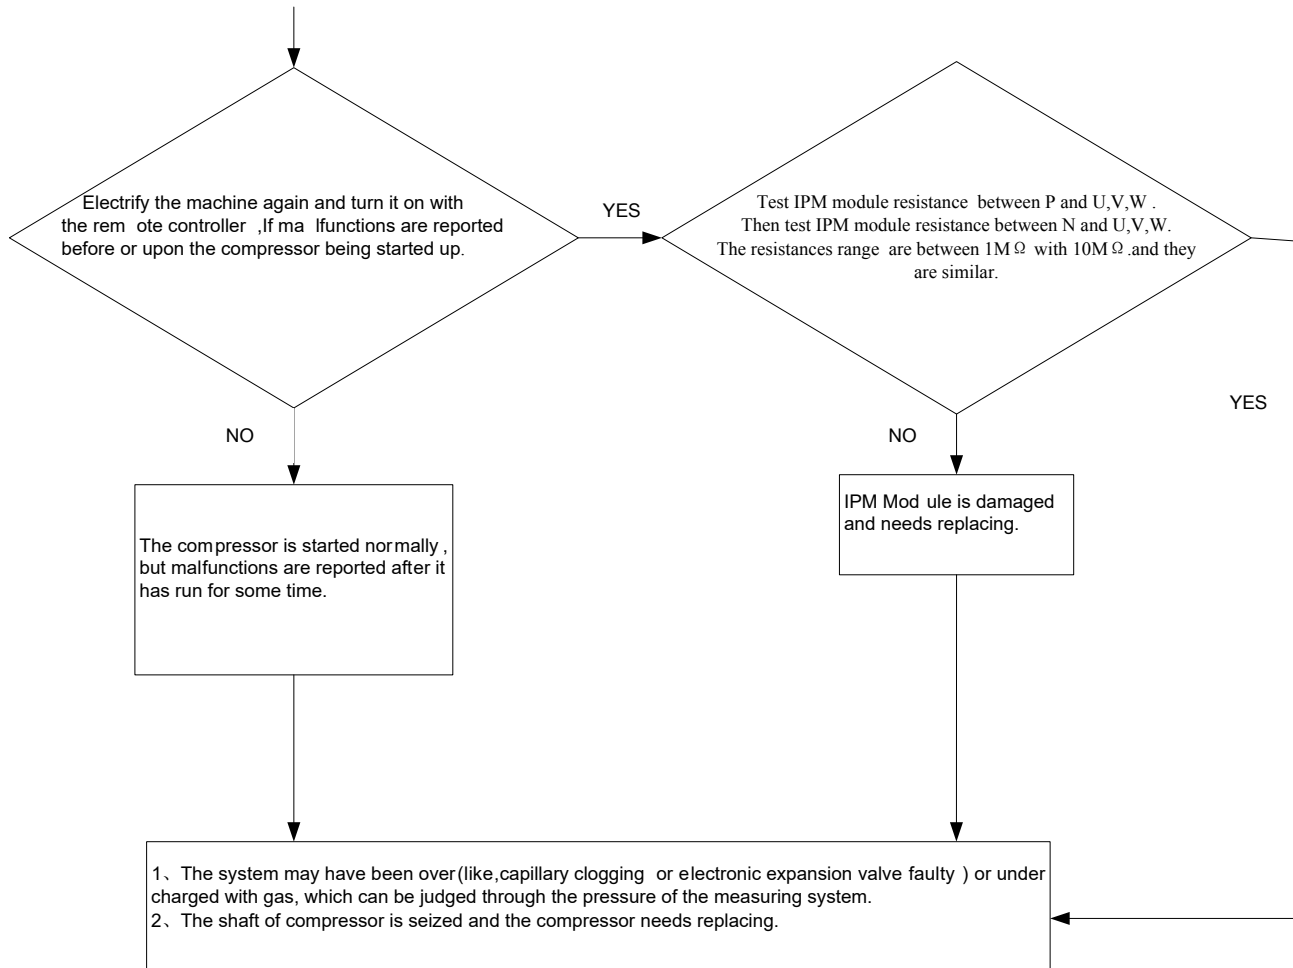 Electrify the machine again and turn it on with
the rem ote controller ,If ma lfunctions are reported
before or upon the compressor being started up.
YES
Test IPM module resistance between P and U,V,W .
Then test IPM module resistance between N and U,V,W.
The resistances range are between 1MΩ with 10MΩ.and they
are similar.
YES
NO
NO
IPM Mod ule is damaged
and needs replacing.
The compressor is started normally ,
but malfunctions are reported after it
has run for some time.
1、The system may have been over(like,capillary clogging or electronic expansion valve faulty ) or under
charged with gas, which can be judged through the pressure of the measuring system.
2、The shaft of compressor is seized and the compressor needs replacing.